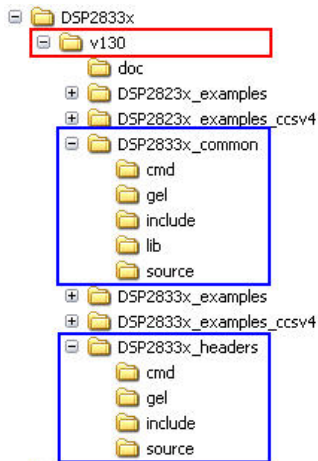 DSP2833x
v130
doc
DSP2823x_examples
DSP2823x_examples_ccsv4
DSP2833x_common
cmd
gel
include
lib
source
DSP2833x_examples
DSP2833x_examples_ccsv4
DSP2833x_headers
cmd
gel
include
source